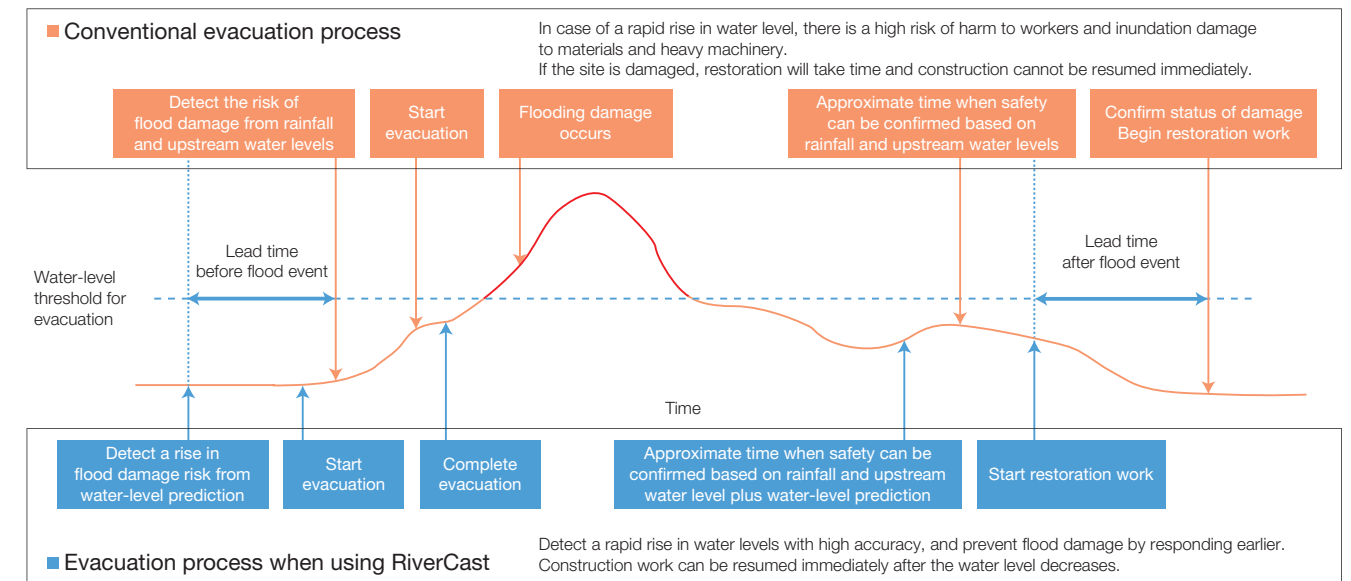 Conventional evacuation process
In case of a rapid rise in water level, there is a high risk of harm to workers and inundation damage
to materials and heavy machinery.
If the site is damaged, restoration will take time and construction cannot be resumed immediately.
Detect the risk of
flood damage from rainfall
and upstream water levels
Start
evacuation
Flooding damage
occurs
Approximate time when safety
can be confirmed based on
rainfall and upstream water levels
Confirm status of damage
Begin restoration work
Lead time
before flood event
Lead time
after flood event
Water-level
threshold for
evacuation
Time
Detect a rise in
flood damage risk from
water-level prediction
Start
evacuation
Complete
evacuation
Approximate time when safety can be
confirmed based on rainfall and upstream
water level plus water-level prediction
Start restoration work
Evacuation process when using RiverCast
Detect a rapid rise in water levels with high accuracy, and prevent flood damage by responding earlier.
Construction work can be resumed immediately after the water level decreases.